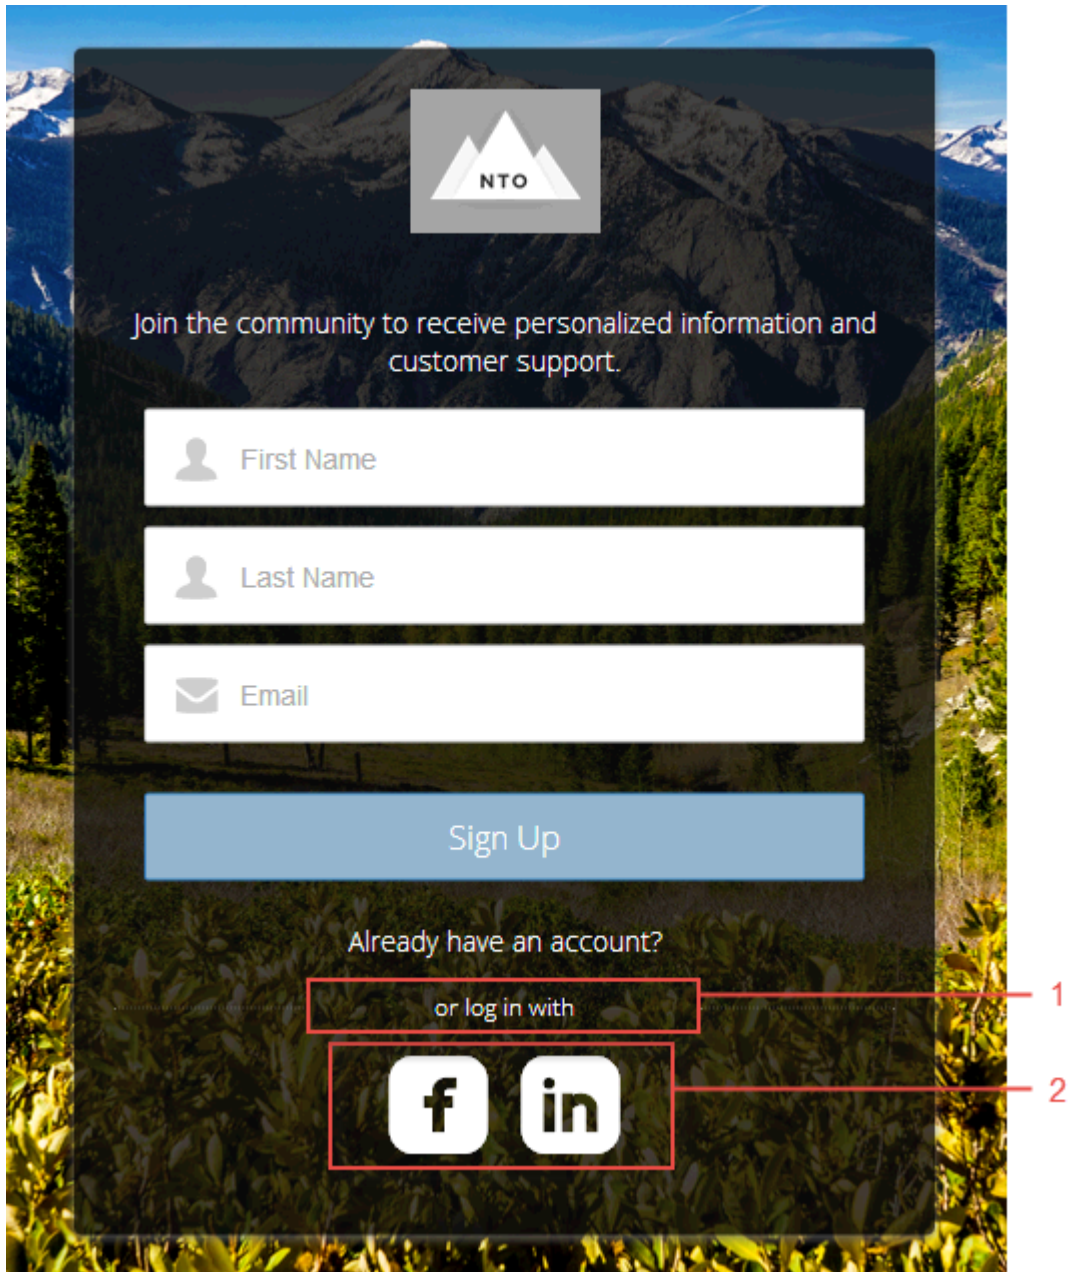 NTO
Join the community to receive personalized information and
customer support.
First Name
Last Name
Email
Sign Up
Already have an account?
or log in with
1
f in
2